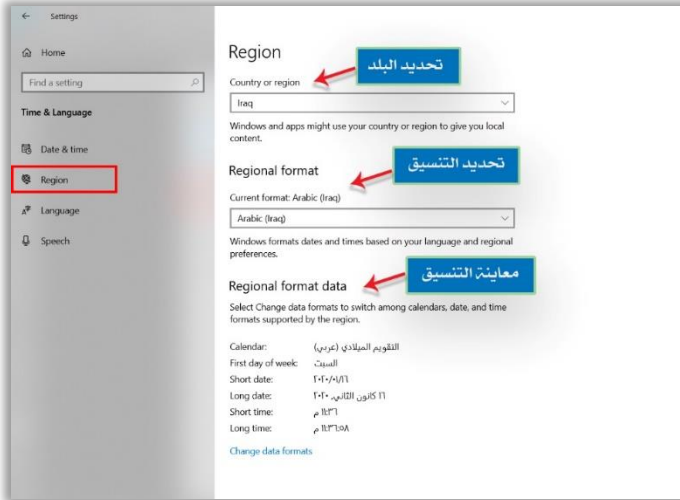 Settings
Home
Find a setting
Time & Language
Date & time
Region
Language
Speech
Region
تحديد البلد
Country or region
Iraq
Windows and apps might use your country or region to give you local
content.
تحديد التنسيق
Regional format
Current format: Arabic (Iraq)
Arabic (Iraq)
Windows formats dates and times based on your language and regional
preferences.
معاينة التنسيق
Regional format data
Select Change data formats to switch among calendars, date, and time
formats supported by the region.
Calendar: التقويم الميلادي (عربي)
First day of week: السبت
Short date: ٢٠٢٠/٠١/١٦
Long date: ١٦ كانون الثاني, ٢٠٢٠
Short time: ١١:٣٦ م
Long time: ١١:٣٦:٥٨ م
Change data formats